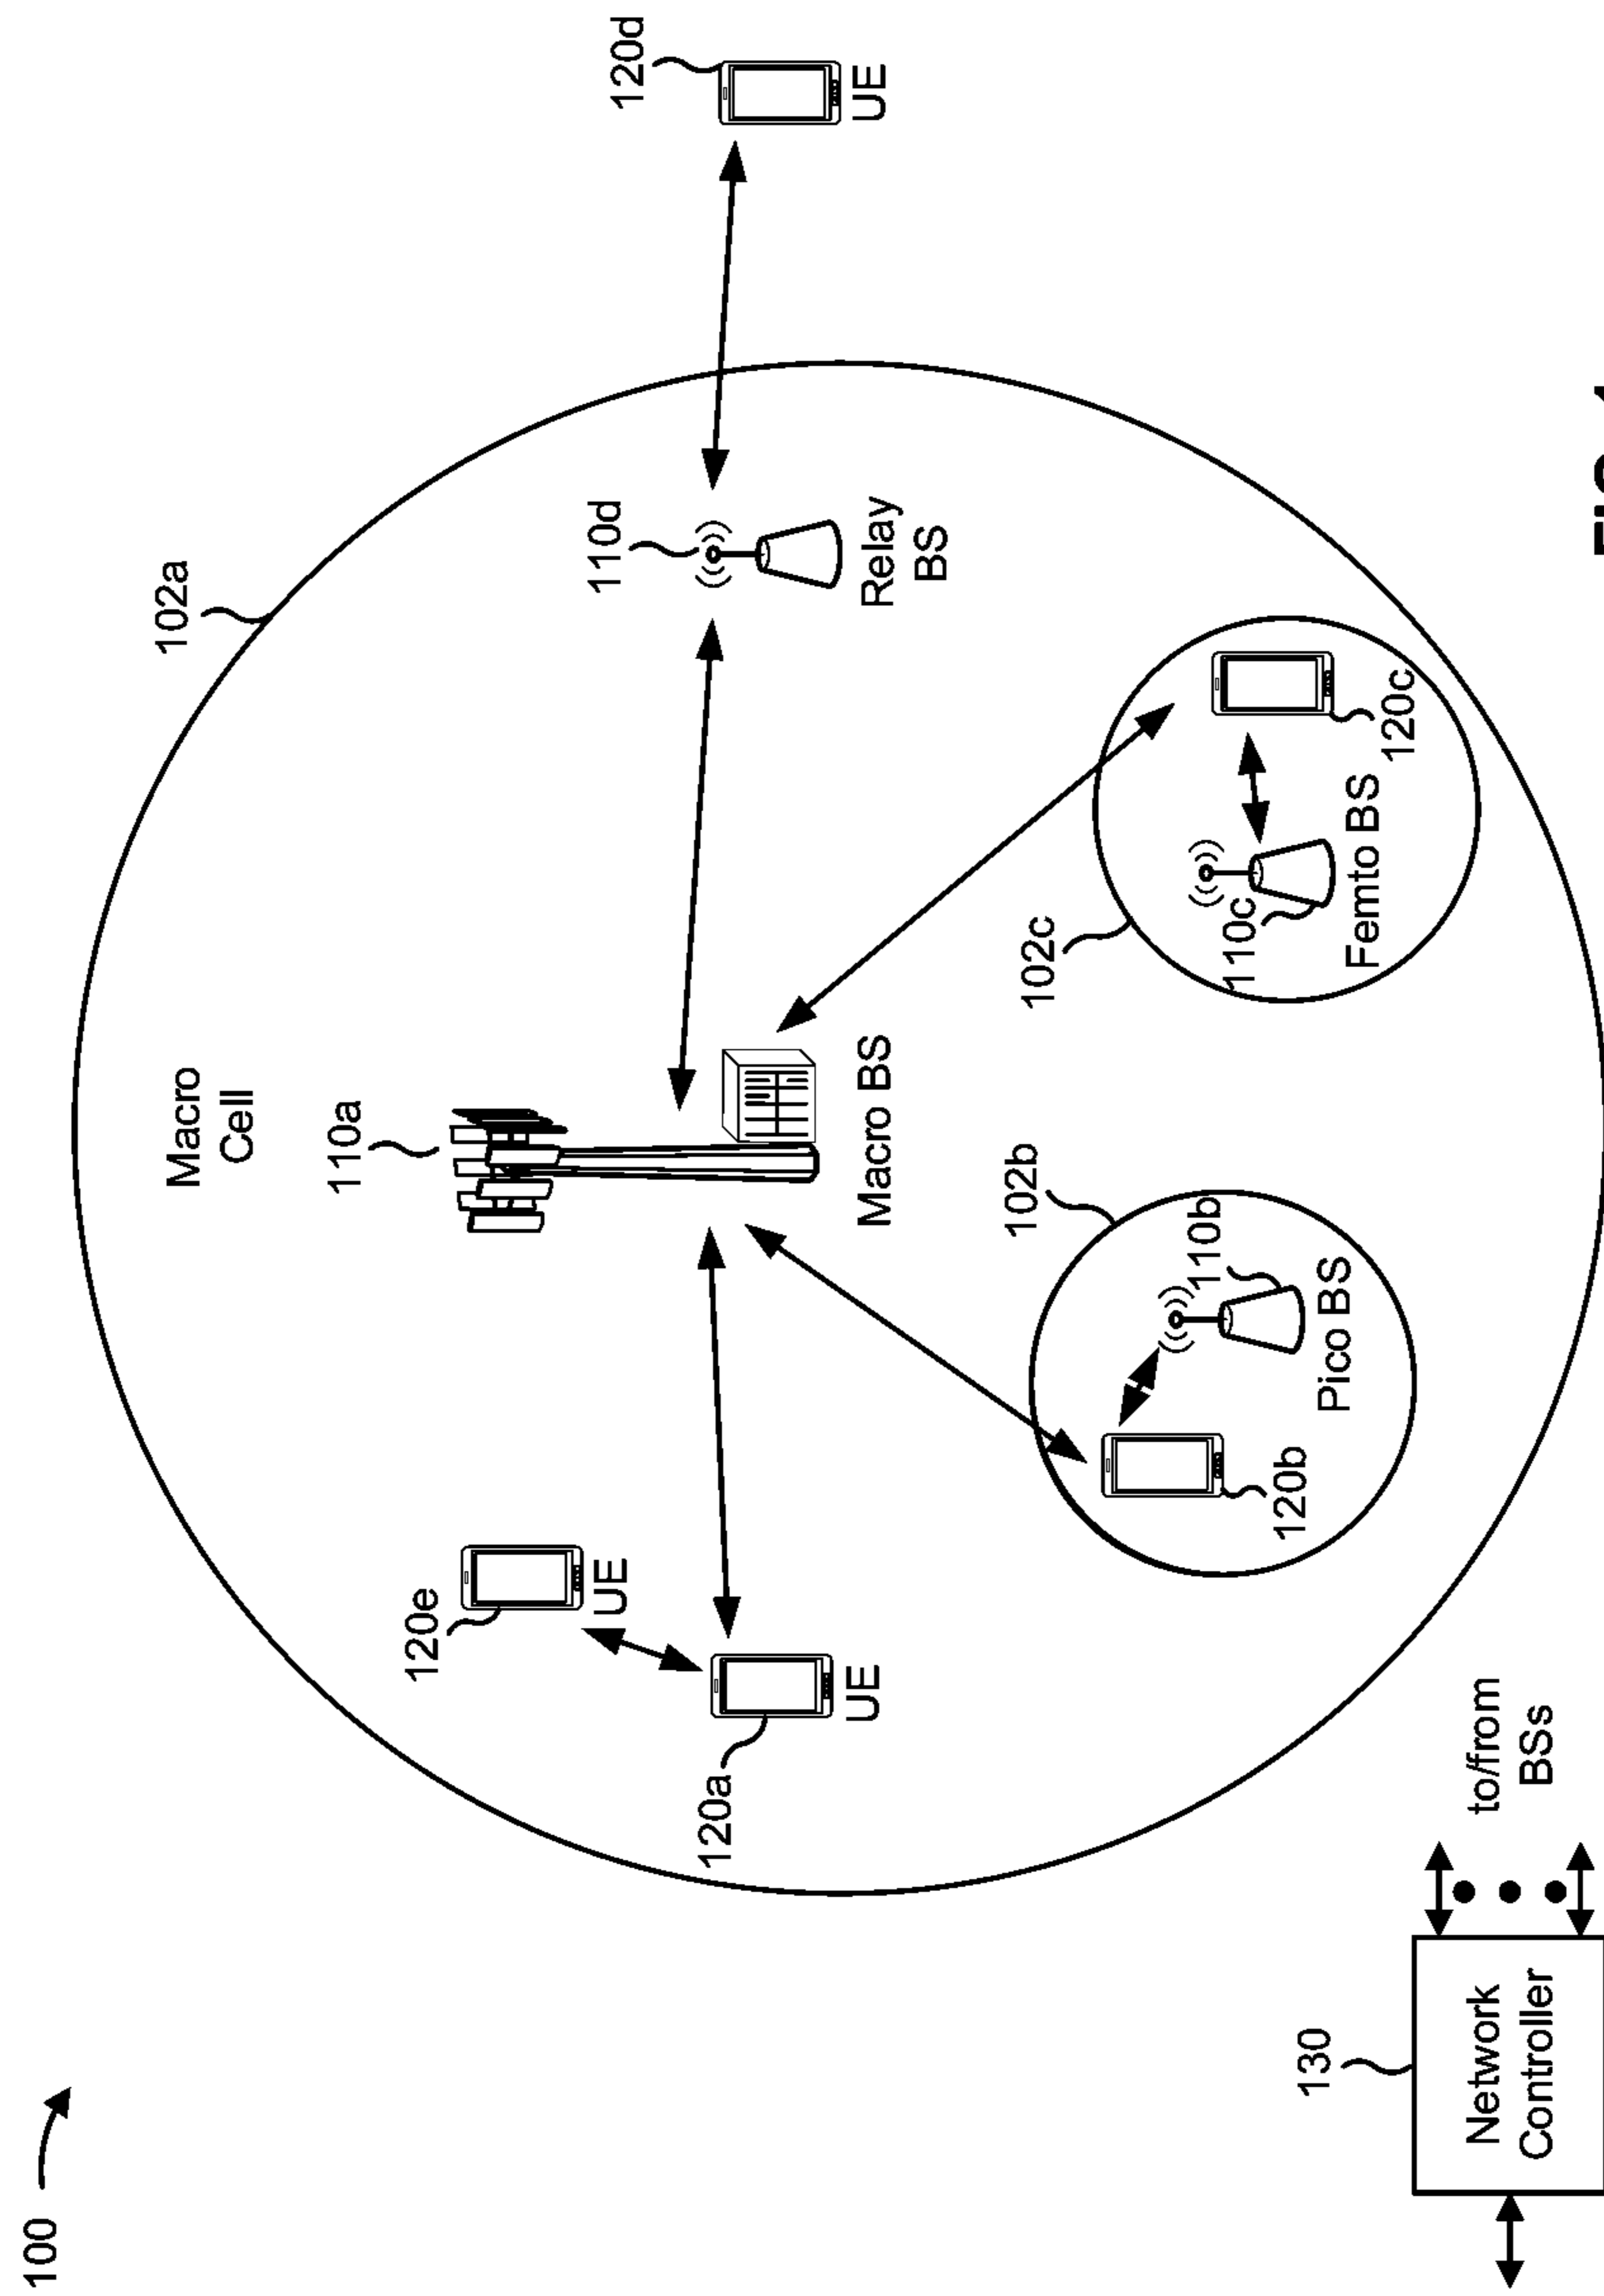 100
102a
Macro
Cell
110a
Macro BS
120e
UE
120a
UE
110d
Relay
BS
120d
UE
102b
110b
Pico BS
120b
102c
110c
Femto BS
120c
130
Network
Controller
to/from
BSs